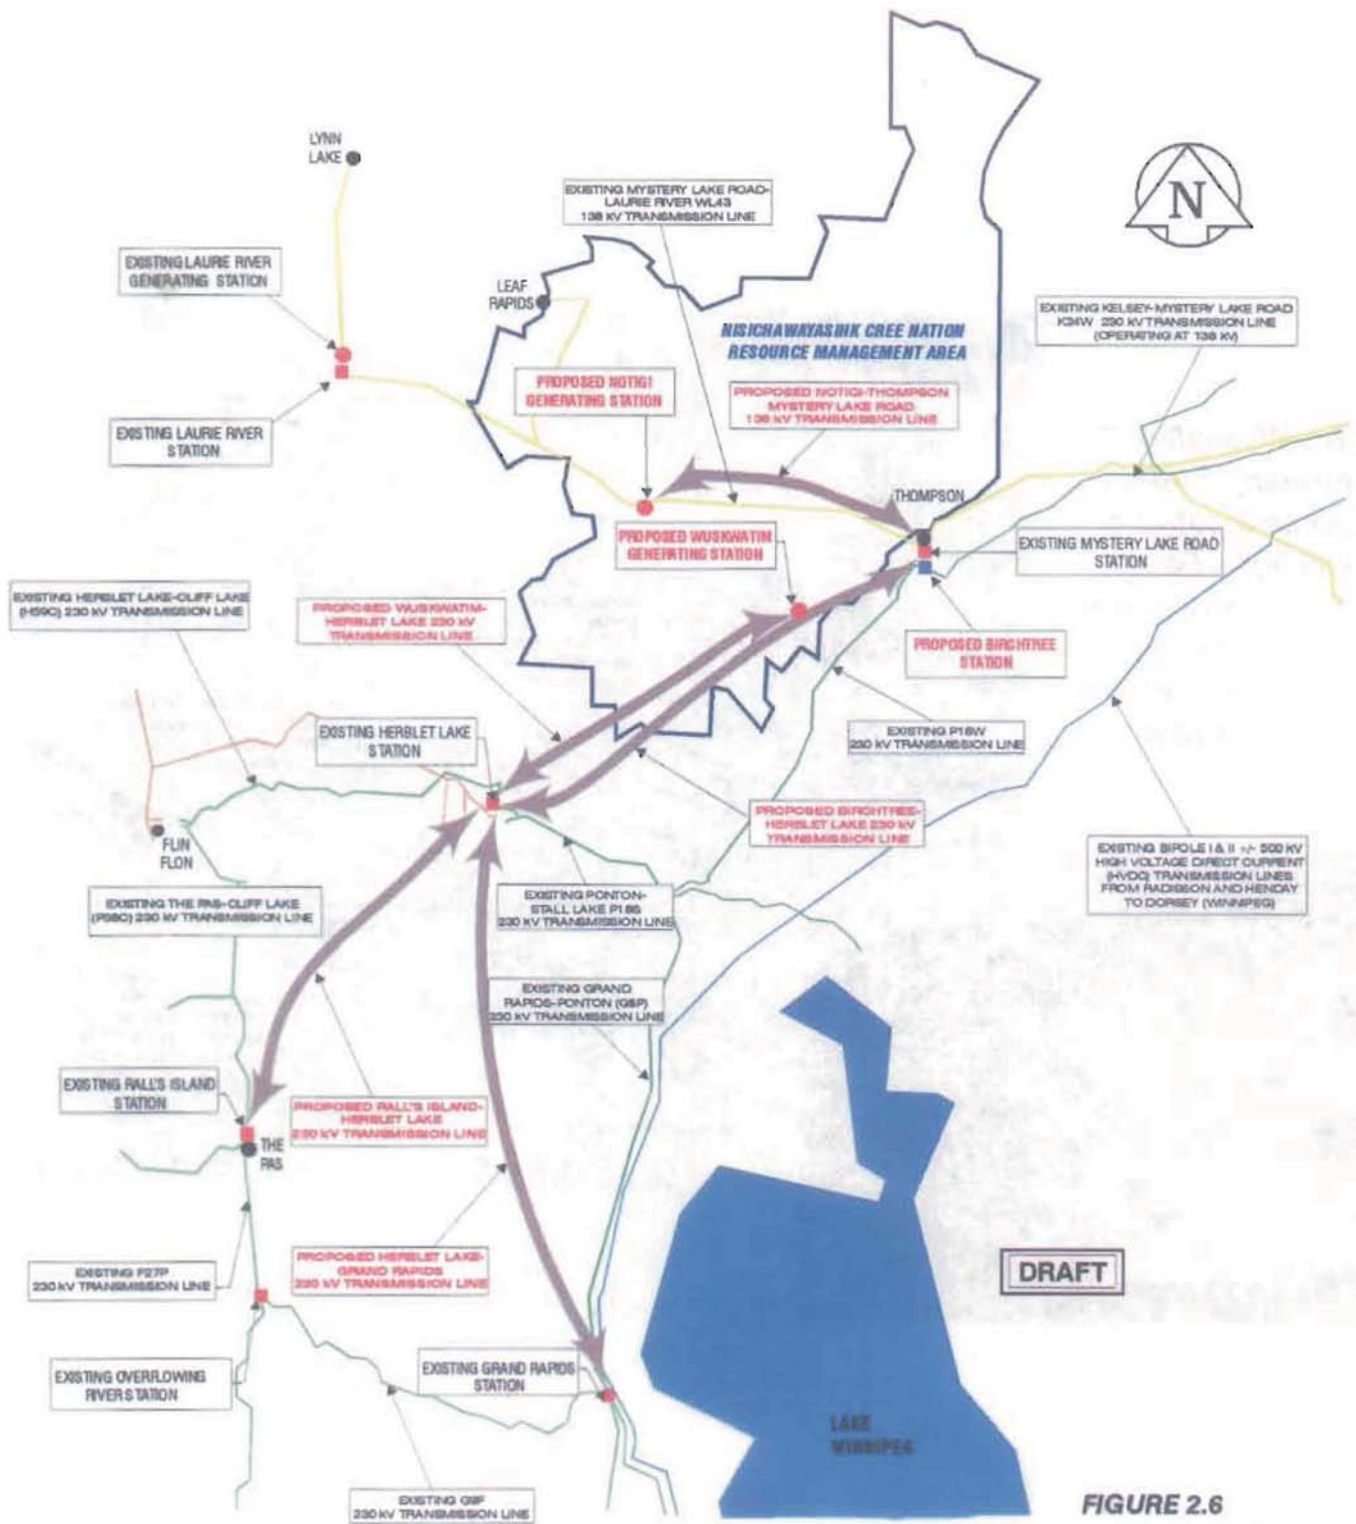 LYNN
LAKE
EXISTING MYSTERY LAKE ROAD-
LAURIE RIVER WL43
138 KV TRANSMISSION LINE
N
EXISTING LAURIE RIVER
GENERATING STATION
LEAF
RAPIDS
NISICHAWAYASIHK CREE NATION
RESOURCE MANAGEMENT AREA
EXISTING KELSEY-MYSTERY LAKE ROAD
K24W 230 KV TRANSMISSION LINE
(OPERATING AT 138 KV)
PROPOSED NOTIGI
GENERATING STATION
PROPOSED NOTIGI-THOMPSON
MYSTERY LAKE ROAD
138 KV TRANSMISSION LINE
EXISTING LAURIE RIVER
STATION
THOMPSON
PROPOSED WUSKWATIM
GENERATING STATION
EXISTING MYSTERY LAKE ROAD
STATION
EXISTING HERBLET LAKE-CLIFF LAKE
(H59C) 230 KV TRANSMISSION LINE
PROPOSED WUSKWATIM-
HERBLET LAKE 230 KV
TRANSMISSION LINE
PROPOSED BIRCHTREE
STATION
EXISTING HERBLET LAKE
STATION
EXISTING P16W
230 KV TRANSMISSION LINE
PROPOSED BIRCHTREE-
HERBLET LAKE 230 KV
TRANSMISSION LINE
FLIN
FLON
EXISTING BIPOLE I & II +/- 500 KV
HIGH VOLTAGE DIRECT CURRENT
(HVDC) TRANSMISSION LINES
FROM RADISSON AND HENDAY
TO DORSEY (WINNIPEG)
EXISTING THE PAS-CLIFF LAKE
(P58C) 230 KV TRANSMISSION LINE
EXISTING PONTON-
STALL LAKE
230 KV TRANSMISSION LINE
EXISTING GRAND
RAPIDS-PONTON (G8P)
230 KV TRANSMISSION LINE
EXISTING RALL'S ISLAND
STATION
PROPOSED RALL'S ISLAND-
HERBLET LAKE
230 KV TRANSMISSION LINE
THE
PAS
EXISTING F27P
230 KV TRANSMISSION LINE
PROPOSED HERBLET LAKE-
GRAND RAPIDS
230 KV TRANSMISSION LINE
DRAFT
EXISTING OVERFLOWING
RIVER STATION
EXISTING GRAND RAPIDS
STATION
LAKE
WINNIPEG
EXISTING
230 KV TRANSMISSION LINE
FIGURE 2.6